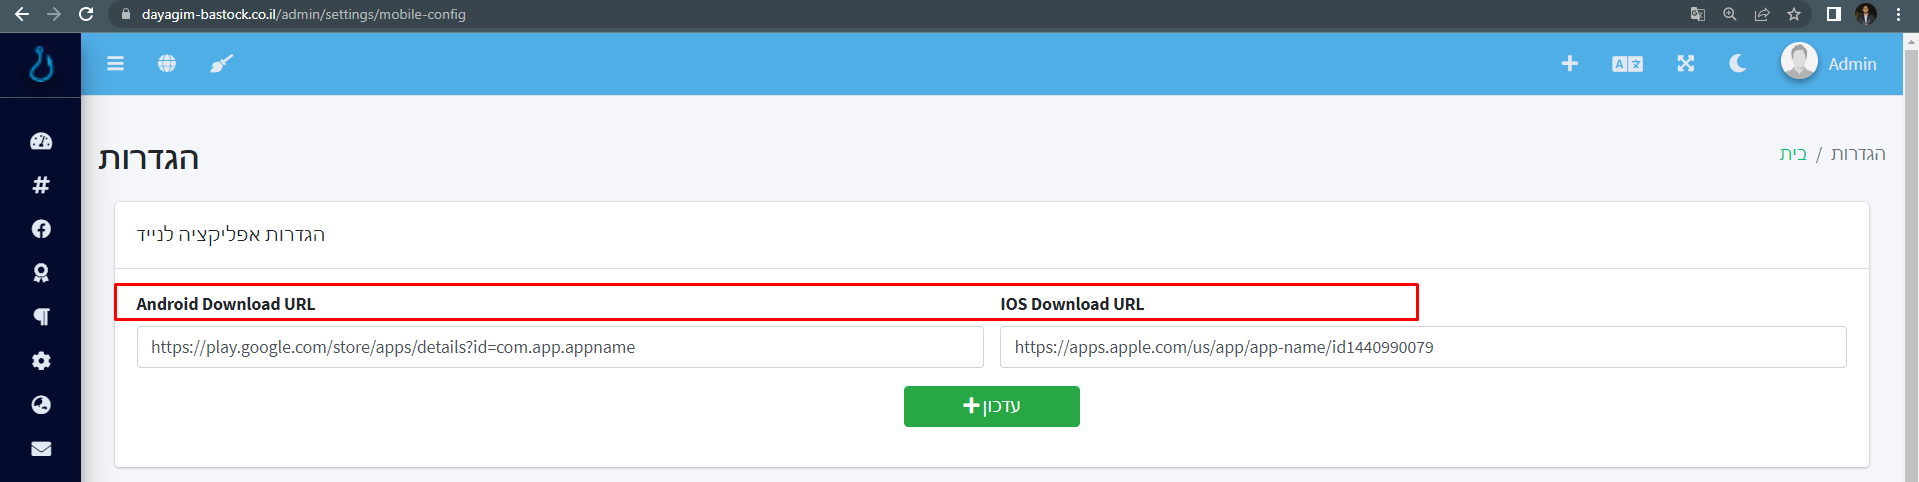 dayagim-bastock.co.il/admin/settings/mobile-config
A
Admin
הגדרות
הגדרות / בית
הגדרות אפליקציה לנייד
Android Download URL
IOS Download URL
https://play.google.com/store/apps/details?id=com.app.appname
https://apps.apple.com/us/app/app-name/id1440990079
עדכון